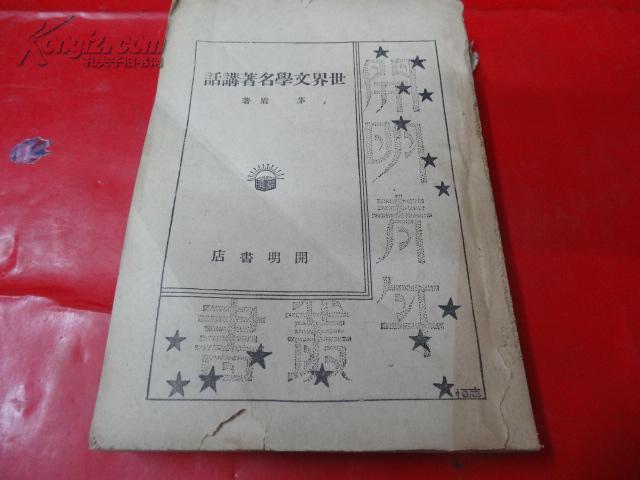 Kongfz.com
孔夫子旧书网
世界文學名著講話
茅盾著
開明書店
開明青年
叢書